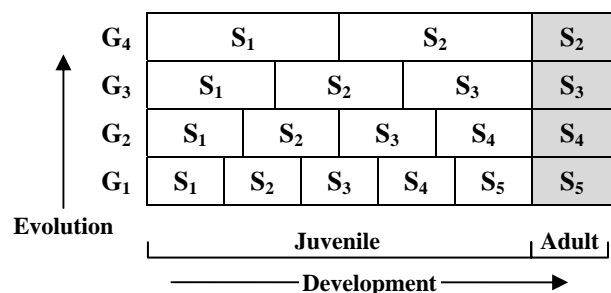 G₄ S₁ S₂ S₂
G₃ S₁ S₂ S₃ S₃
G₂ S₁ S₂ S₃ S₄ S₄
G₁ S₁ S₂ S₃ S₄ S₅ S₅
Evolution
Juvenile Adult
Development